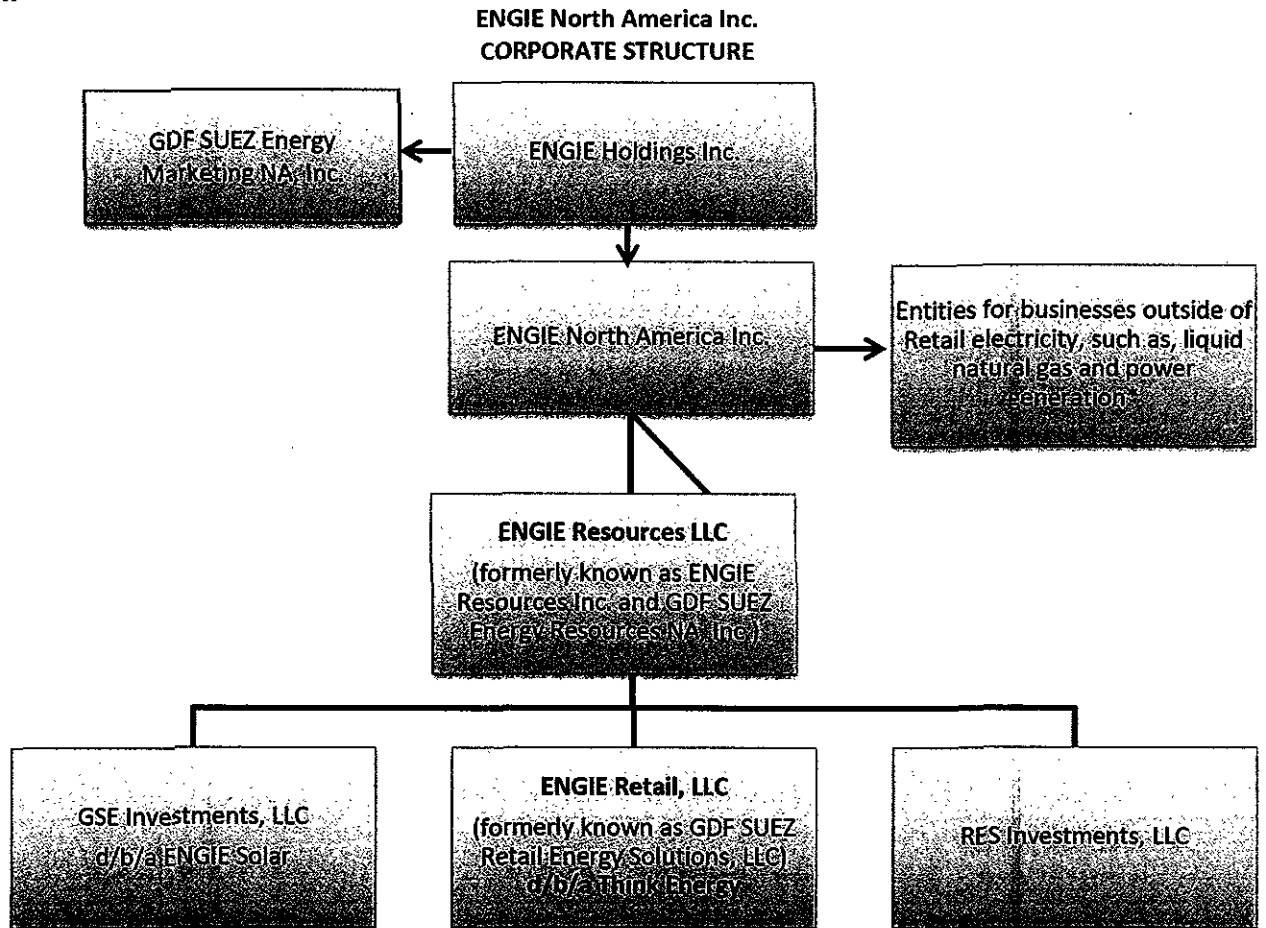 ENGIE North America Inc.
CORPORATE STRUCTURE
GDF SUEZ Energy
Marketing NA, Inc.
ENGIE Holdings Inc.
ENGIE North America Inc.
Entities for businesses outside of
Retail electricity, such as, liquid
natural gas and power
generation
ENGIE Resources LLC
(formerly known as ENGIE
Resources Inc. and GDF SUEZ
Energy Resources NA, Inc.)
GSE Investments, LLC
d/b/a ENGIE Solar
ENGIE Retail, LLC
(formerly known as GDF SUEZ
Retail Energy Solutions, LLC)
d/b/a Think Energy
RES Investments, LLC